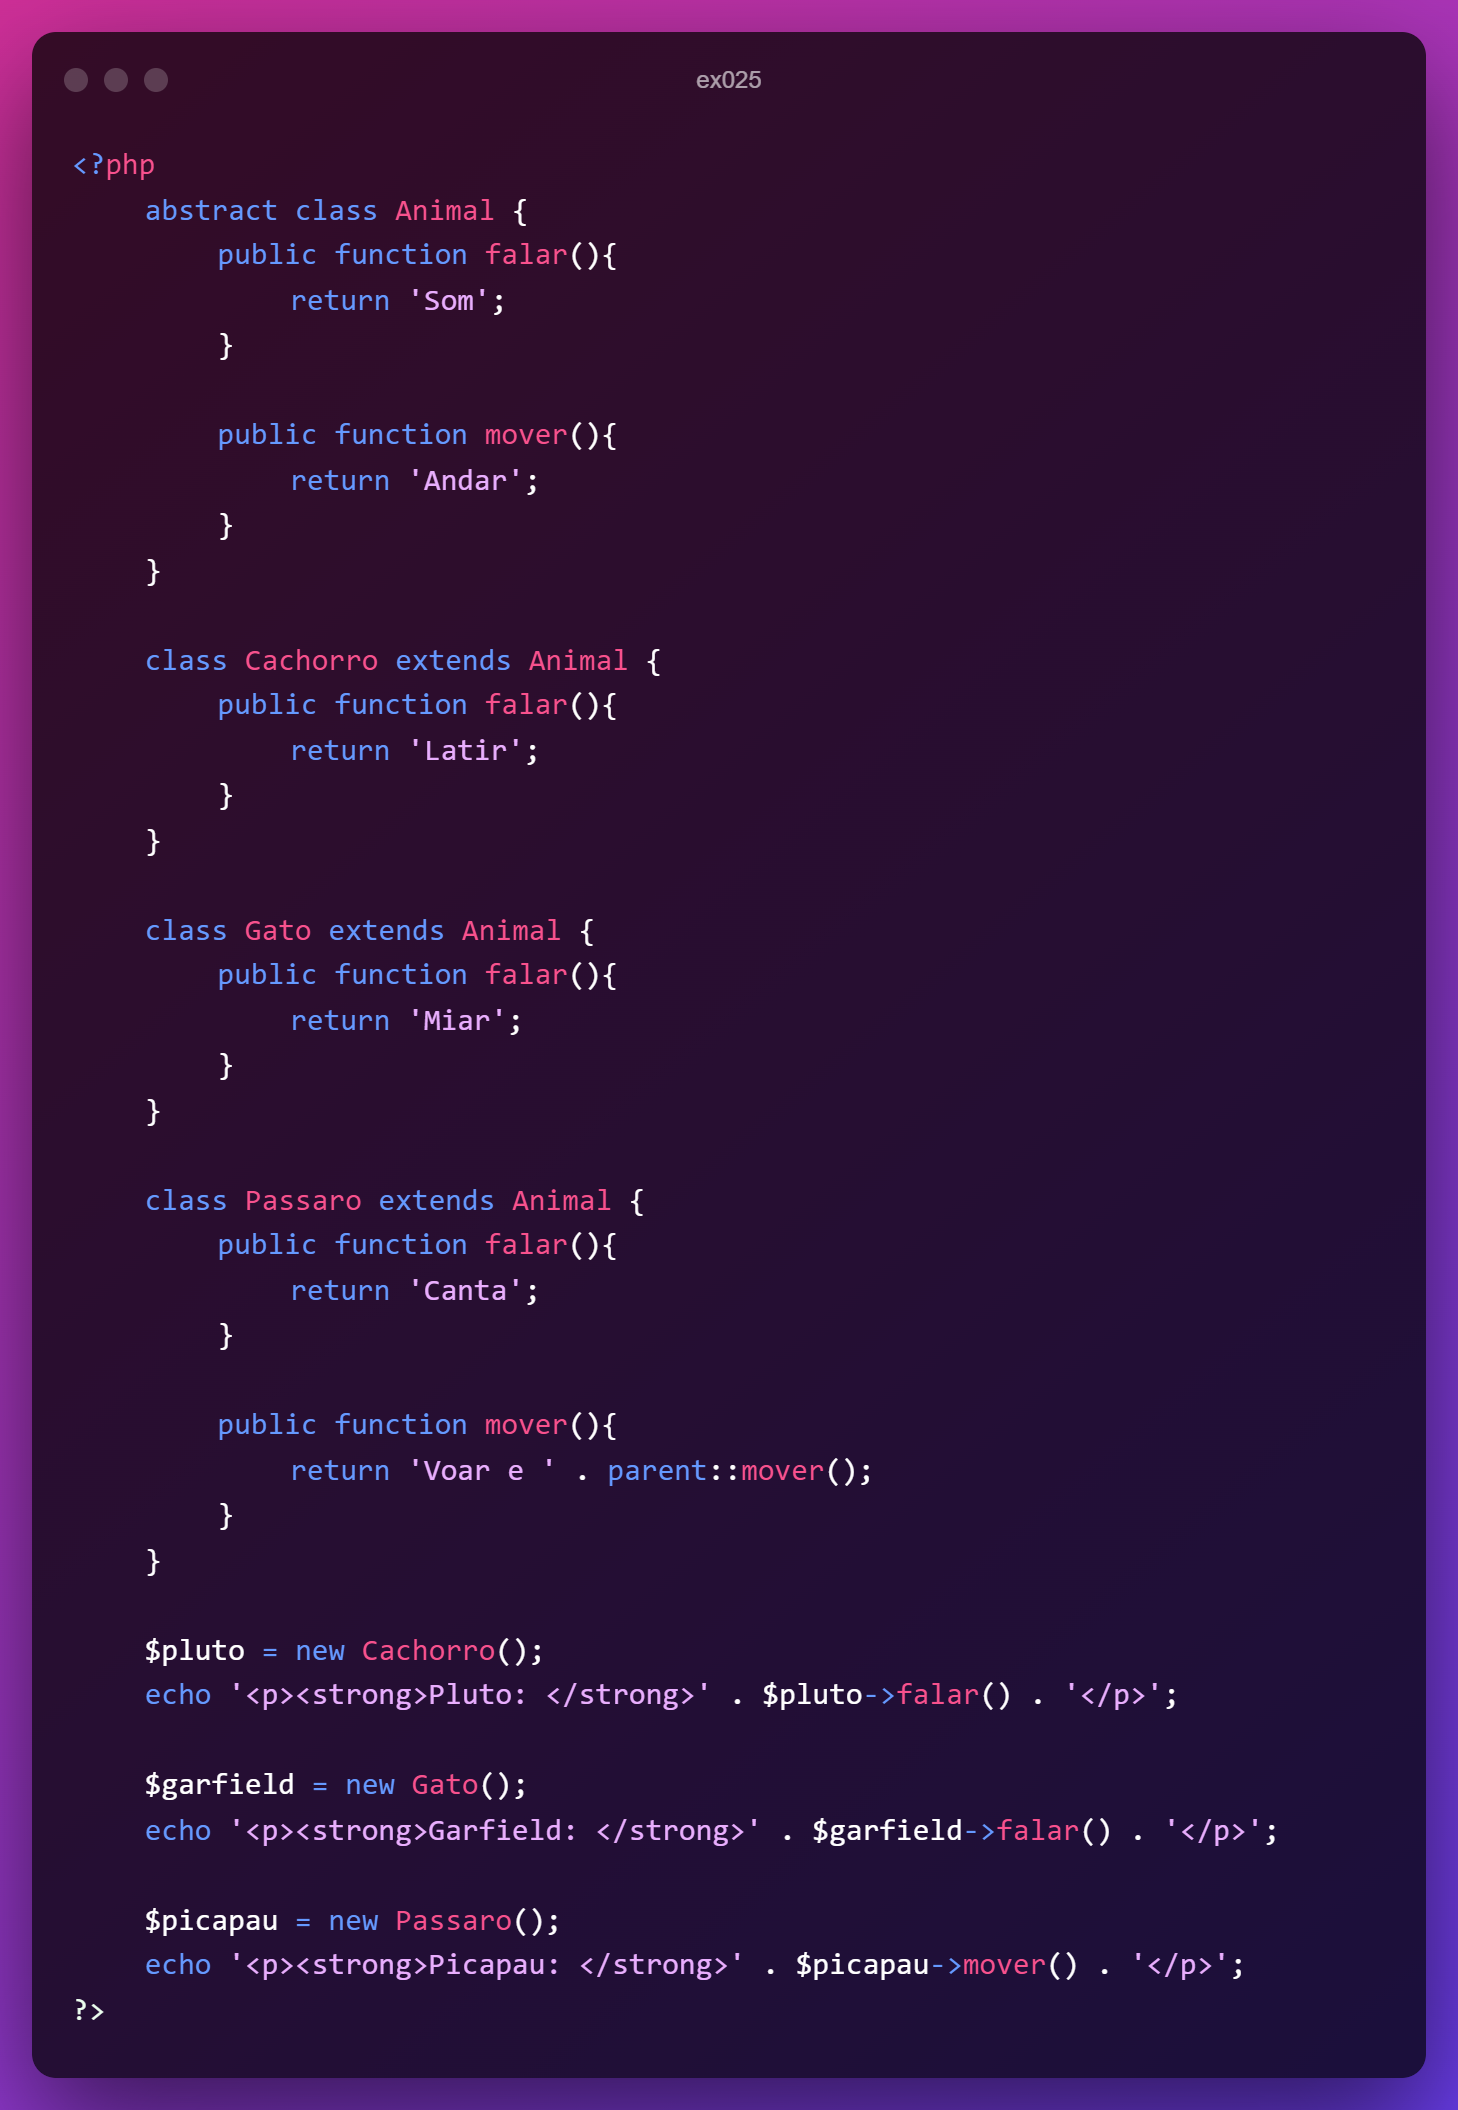 ex025
<?php
    abstract class Animal {
        public function falar(){
            return 'Som';
        }

        public function mover(){
            return 'Andar';
        }
    }

    class Cachorro extends Animal {
        public function falar(){
            return 'Latir';
        }
    }

    class Gato extends Animal {
        public function falar(){
            return 'Miar';
        }
    }

    class Passaro extends Animal {
        public function falar(){
            return 'Canta';
        }

        public function mover(){
            return 'Voar e ' . parent::mover();
        }
    }

    $pluto = new Cachorro();
    echo '<p><strong>Pluto: </strong>' . $pluto->falar() . '</p>';

    $garfield = new Gato();
    echo '<p><strong>Garfield: </strong>' . $garfield->falar() . '</p>';

    $picapau = new Passaro();
    echo '<p><strong>Picapau: </strong>' . $picapau->mover() . '</p>';
?>